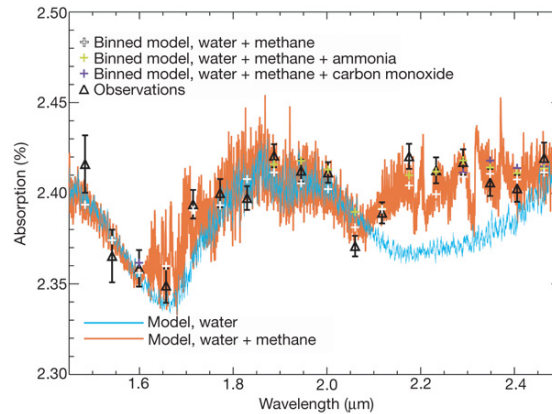 2.50
Binned model, water + methane
Binned model, water + methane + ammonia
Binned model, water + methane + carbon monoxide
Observations
2.45
2.40
2.35
2.30
Absorption (%)
Model, water
Model, water + methane
1.6 1.8 2.0 2.2 2.4
Wavelength (μm)